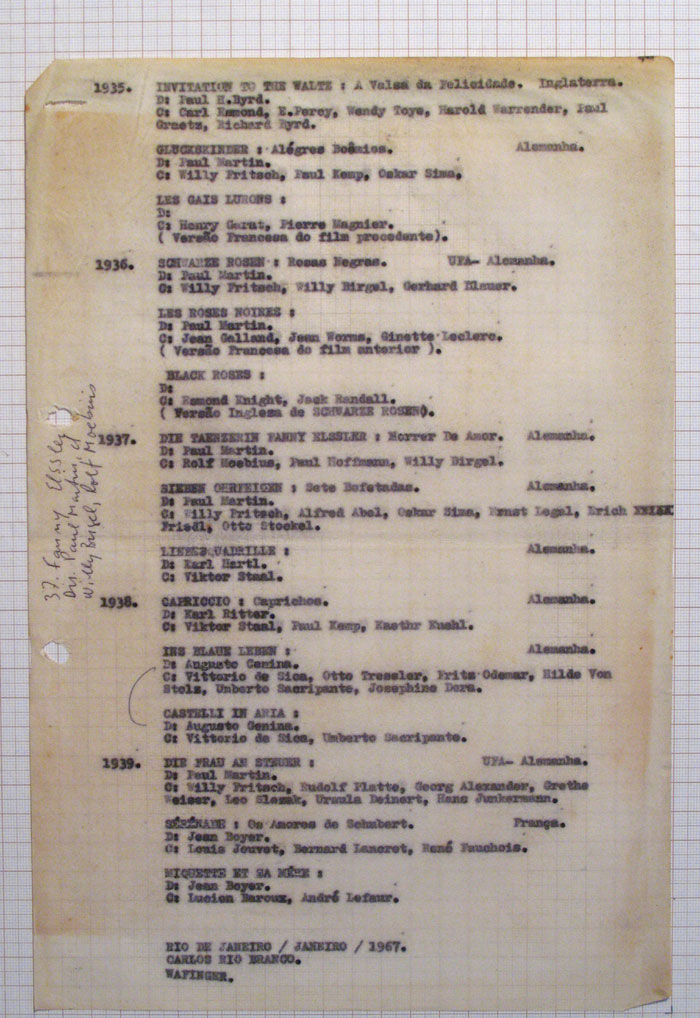 1935. INVITATION TO THE WALTZ : A Valsa da Felicidade. Inglaterra.
D: Paul H.Byrd.
C: Carl Esmond, E.Percy, Wendy Toye, Harold Warrender, Paul
Graetz, Richard Byrd.
GLUCKSKINDER : Alégres Boêmios. Alemanha.
D: Paul Martin.
C: Willy Fritsch, Paul Kemp, Oskar Sima,
LES GAIS LURONS :
D:
C: Henry Garat, Pierre Magnier.
( Versão Francesa do film precedente).
1936. SCHWARZE ROSEN : Rosas Negras. UFA- Alemanha.
D: Paul Martin.
C: Willy Fritsch, Willy Birgel, Gerhard Klauer.
LES ROSES NOIRES :
D: Paul Martin.
C: Jean Galland, Jean Worms, Ginette Leclerc.
( Versão Francesa do film anterior ).
BLACK ROSES :
D:
C: Esmond Knight, Jack Randall.
( Versão Inglesa de SCHWARZE ROSEN).
1937. DIE TAENZERIN FANNY ELSSLER : Morrer De Amor. Alemanha.
D: Paul Martin.
C: Rolf Moebius, Paul Hoffmann, Willy Birgel.
SIEBEN OERFEIGEN : Sete Bofetadas. Alemanha.
D: Paul Martin.
C: Willy Fritsch, Alfred Abel, Oskar Sima, Ernst Legal, Erich
Friedl, Otto Stockel.
LIEBESQUADRILLE : Alemanha.
D: Karl Hartl.
C: Viktor Staal.
1938. CAPRICCIO : Caprichos. Alemanha.
D: Karl Ritter.
C: Viktor Staal, Paul Kemp, Kaethr Kuehl.
INS BLAUE LEBEN : Alemanha.
D: Augusto Genina.
C: Vittorio de Sica, Otto Tressler, Fritz Odemar, Hilde Von
Stolz, Umberto Sacripante, Josephine Dora.
CASTELLI IN ARIA :
D: Augusto Genina.
C: Vittorio de Sica, Umberto Sacripante.
1939. DIE FRAU AN STEUER : UFA- Alemanha.
D: Paul Martin.
C: Willy Fritsch, Rudolf Platte, Georg Alexander, Grethe
Weiser, Leo Slezak, Ursula Deinert, Hans Junkermann.
SÉRÉNADE : Os Amores de Schubert. França.
D: Jean Boyer.
C: Louis Jouvet, Bernard Lancret, René Fauchois.
MIQUETTE ET SA MÉRE :
D: Jean Boyer.
C: Lucien Baroux, André Lefaur.
RIO DE JANEIRO / JANEIRO / 1967.
CARLOS RIO BRANCO.
WAFINGER.
37. Fanny Elssley
Dir. Paul Martin, d
Willy Birgel, Rolf Moebius